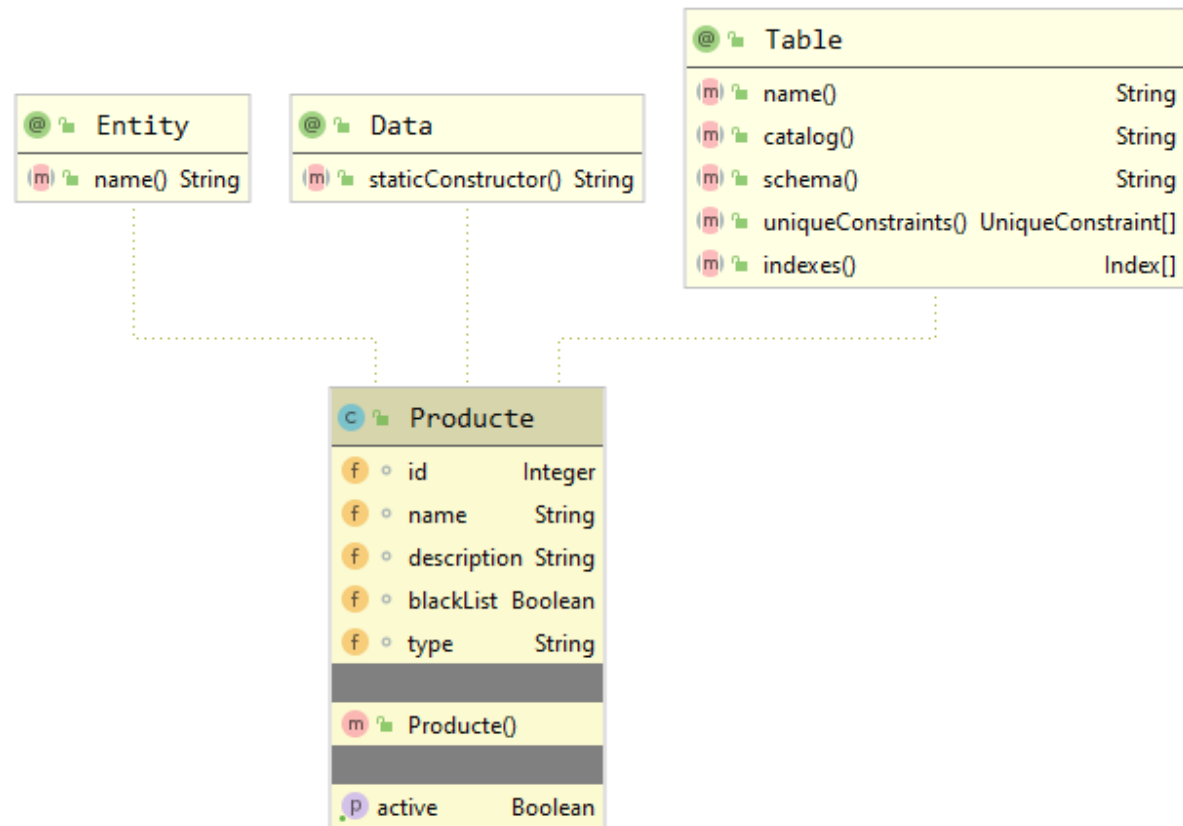 @ Entity
m name() String
@ Data
m staticConstructor() String
@ Table
m name() String
m catalog() String
m schema() String
m uniqueConstraints() UniqueConstraint[]
m indexes() Index[]
C Producte
f id Integer
f name String
f description String
f blackList Boolean
f type String
m Producte()
p active Boolean